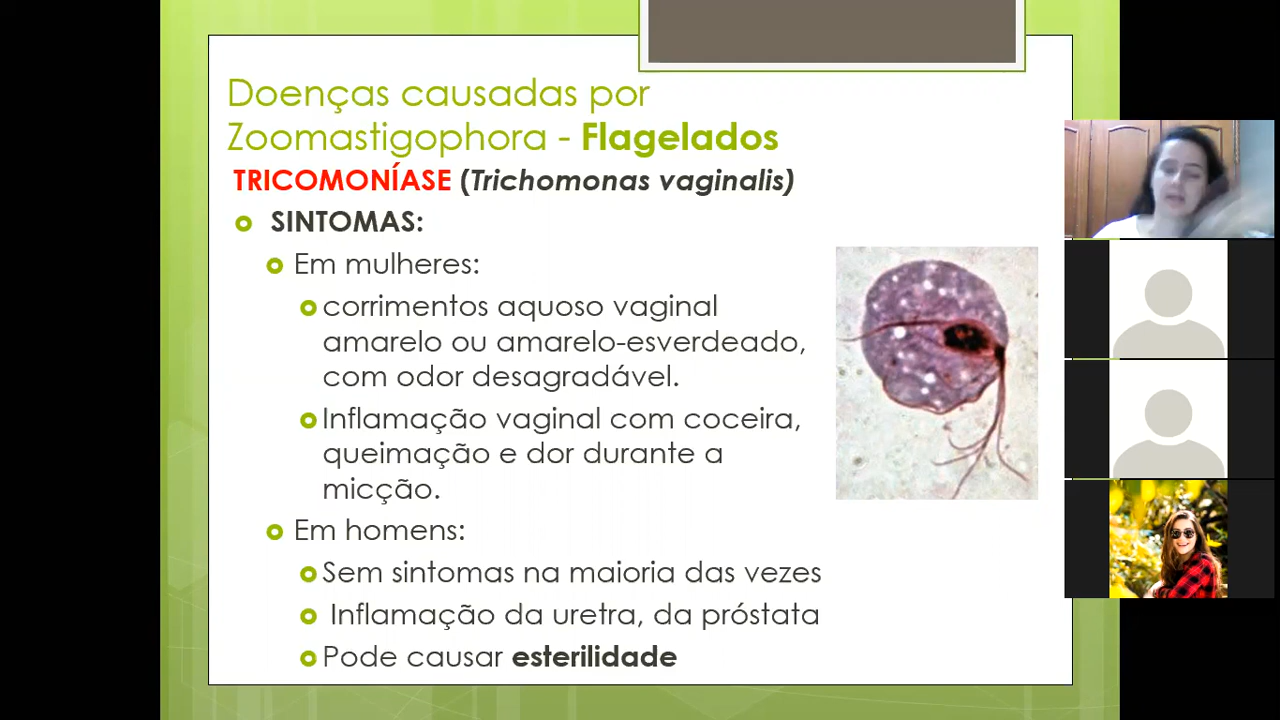 Doenças causadas por
Zoomastigophora - Flagelados
TRICOMONÍASE (Trichomonas vaginalis)
SINTOMAS:
Em mulheres:
corrimentos aquoso vaginal
amarelo ou amarelo-esverdeado,
com odor desagradável.
Inflamação vaginal com coceira,
queimação e dor durante a
micção.
Em homens:
Sem sintomas na maioria das vezes
Inflamação da uretra, da próstata
Pode causar esterilidade